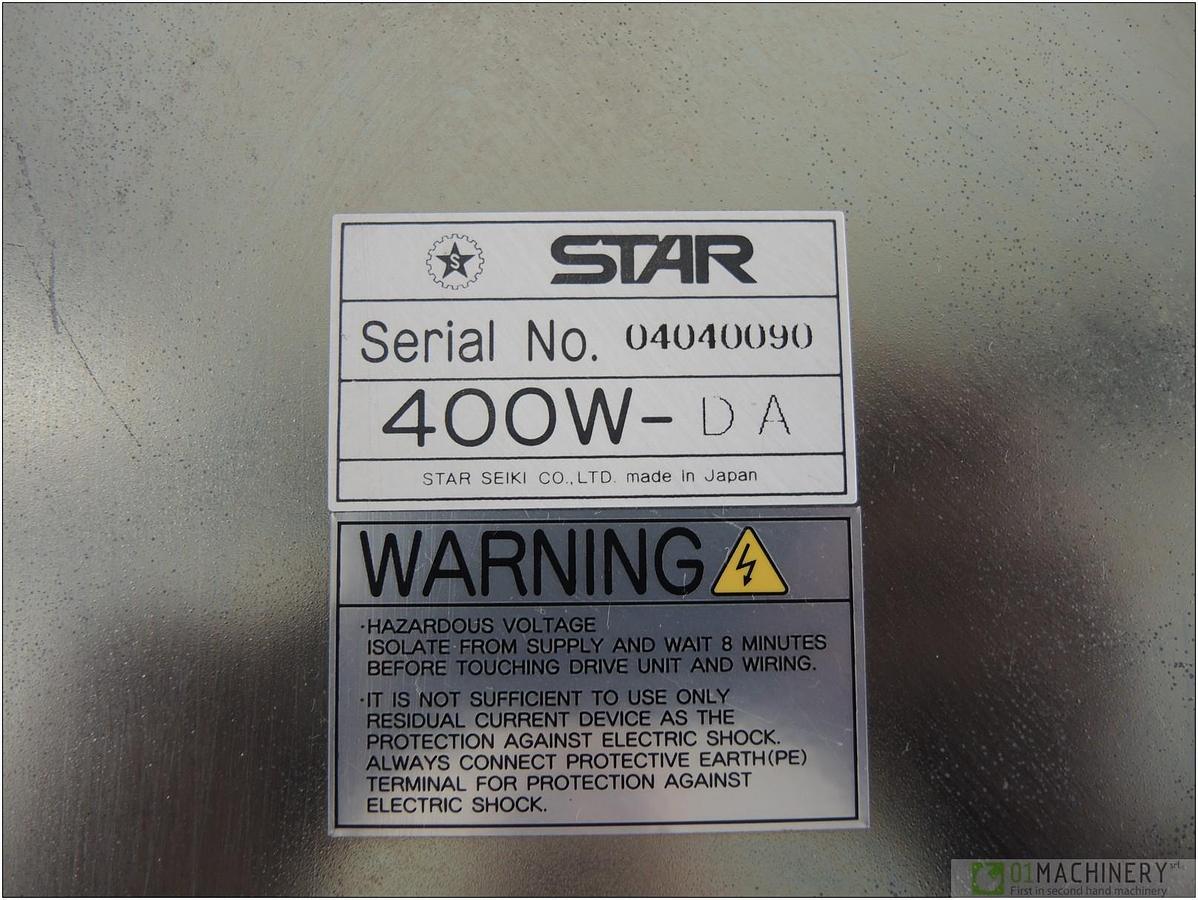 S
STAR
Serial No. 04040090
400W- DA
STAR SEIKI CO.,LTD. made in Japan
WARNING
·HAZARDOUS VOLTAGE
ISOLATE FROM SUPPLY AND WAIT 8 MINUTES
BEFORE TOUCHING DRIVE UNIT AND WIRING.
·IT IS NOT SUFFICIENT TO USE ONLY
RESIDUAL CURRENT DEVICE AS THE
PROTECTION AGAINST ELECTRIC SHOCK.
ALWAYS CONNECT PROTECTIVE EARTH(PE)
TERMINAL FOR PROTECTION AGAINST
ELECTRIC SHOCK.
01MACHINERY srl
First in second hand machinery